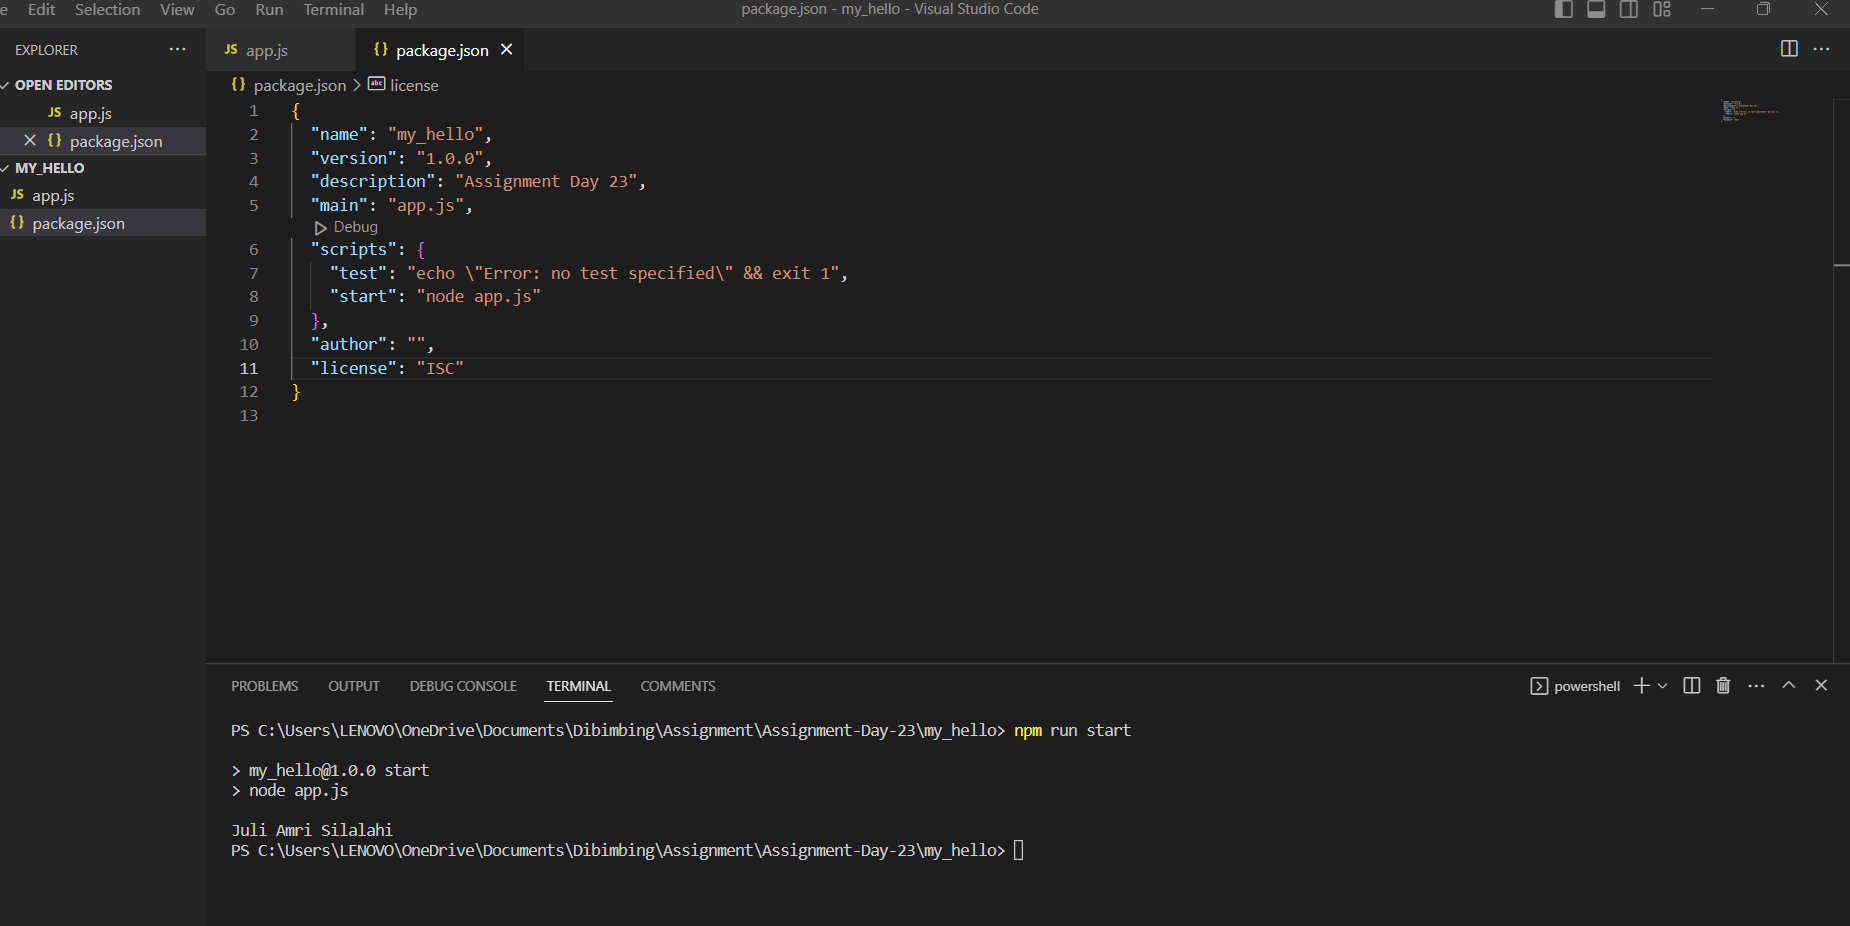 e Edit Selection View Go Run Terminal Help package.json - my_hello - Visual Studio Code
EXPLORER ···
OPEN EDITORS
JS app.js
{} package.json
MY_HELLO
JS app.js
{} package.json
JS app.js {} package.json
{} package.json > abc license
1 {
2 "name": "my_hello",
3 "version": "1.0.0",
4 "description": "Assignment Day 23",
5 "main": "app.js",
Debug
6 "scripts": {
7 "test": "echo \"Error: no test specified\" && exit 1",
8 "start": "node app.js"
9 },
10 "author": "",
11 "license": "ISC"
12 }
13
PROBLEMS OUTPUT DEBUG CONSOLE TERMINAL COMMENTS powershell
PS C:\Users\LENOVO\OneDrive\Documents\Dibimbing\Assignment\Assignment-Day-23\my_hello> npm run start
> my_hello@1.0.0 start
> node app.js
Juli Amri Silalahi
PS C:\Users\LENOVO\OneDrive\Documents\Dibimbing\Assignment\Assignment-Day-23\my_hello>